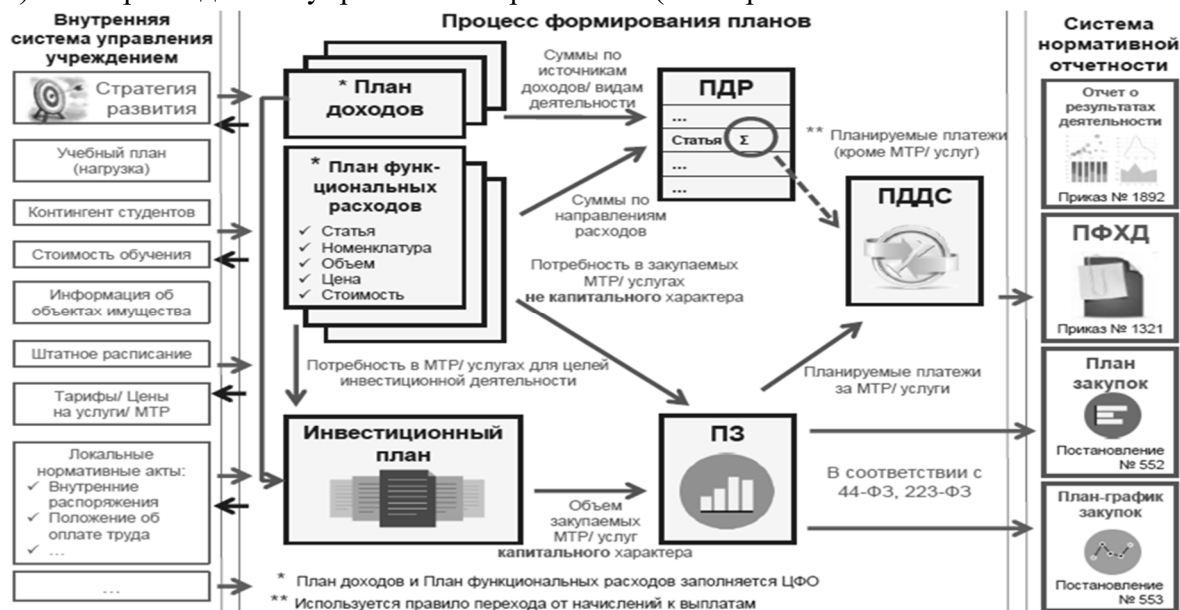 Внутренняя
система управления
учреждением
Стратегия
развития
Учебный план
(нагрузка)
Контингент студентов
Стоимость обучения
Информация об
объектах имущества
Штатное расписание
Тарифы/ Цены
на услуги/ МТР
Локальные
нормативные акты:
✓ Внутренние
распоряжения
✓ Положение об
оплате труда
✓ ...
...
Процесс формирования планов
* План
доходов
* План функ-
циональных
расходов
✓ Статья
✓ Номенклатура
✓ Объем
✓ Цена
✓ Стоимость
Суммы по
источникам
доходов/ видам
деятельности
ПДР
...
Статья Σ
...
...
** Планируемые платежи
(кроме МТР/ услуг)
Суммы по
направлениям
расходов
ПДДС
Потребность в закупаемых
МТР/ услугах
не капитального характера
Потребность в МТР/ услугах для целей
инвестиционной деятельности
Планируемые платежи
за МТР/ услуги
Инвестиционный
план
ПЗ
Объем
закупаемых
МТР/ услуг
капитального характера
В соответствии с
44-ФЗ, 223-ФЗ
* План доходов и План функциональных расходов заполняется ЦФО
** Используется правило перехода от начислений к выплатам
Система
нормативной
отчетности
Отчет о
результатах
деятельности
Приказ № 1892
ПФХД
Приказ № 1321
План
закупок
Постановление
№ 552
План-график
закупок
Постановление
№ 553